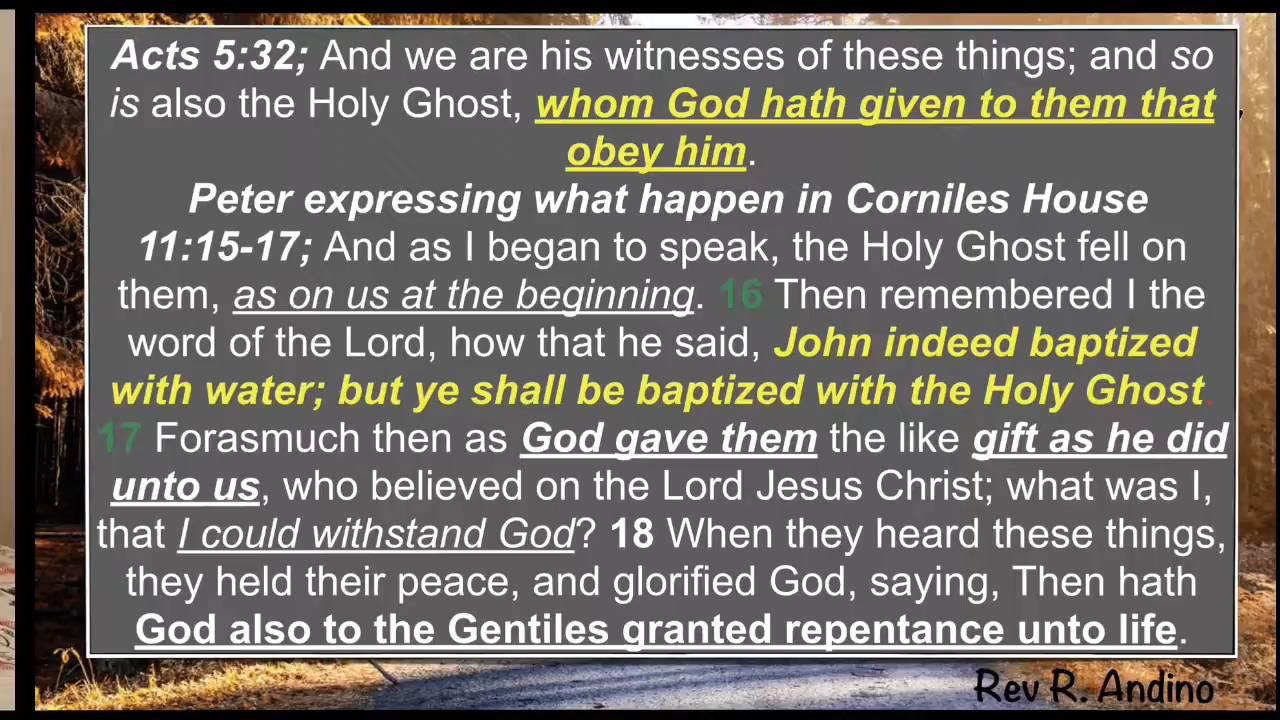 Acts 5:32; And we are his witnesses of these things; and so
is also the Holy Ghost, whom God hath given to them that
obey him.
Peter expressing what happen in Corniles House
11:15-17; And as I began to speak, the Holy Ghost fell on
them, as on us at the beginning. 16 Then remembered I the
word of the Lord, how that he said, John indeed baptized
with water; but ye shall be baptized with the Holy Ghost.
17 Forasmuch then as God gave them the like gift as he did
unto us, who believed on the Lord Jesus Christ; what was I,
that I could withstand God? 18 When they heard these things,
they held their peace, and glorified God, saying, Then hath
God also to the Gentiles granted repentance unto life.
Rev R. Andino